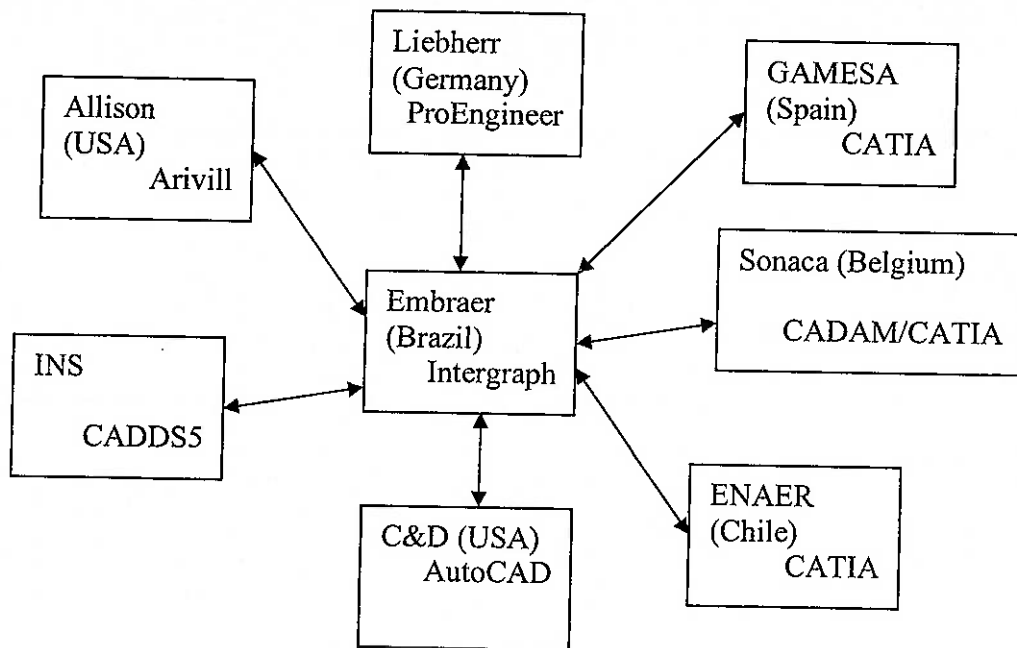 Liebherr
(Germany)
ProEngineer
Allison
(USA)
Arivill
GAMESA
(Spain)
CATIA
Embraer
(Brazil)
Intergraph
Sonaca (Belgium)
CADAM/CATIA
INS
CADDS5
C&D (USA)
AutoCAD
ENAER
(Chile)
CATIA